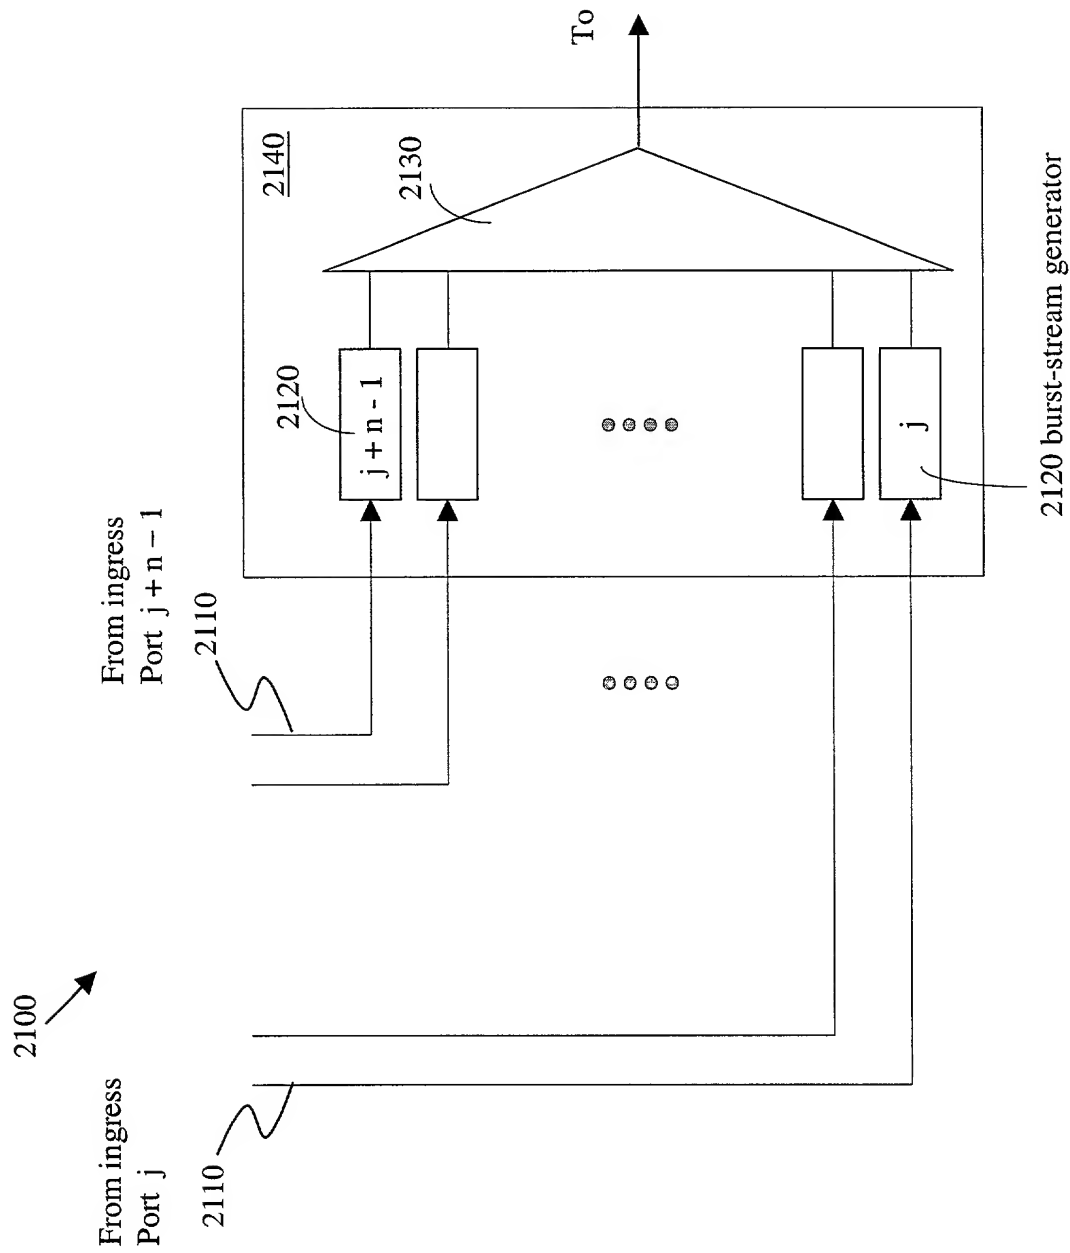 2100
From ingress
Port j
2110
From ingress
Port j + n − 1
2110
2120
j + n - 1
2140
2130
To
j
2120 burst-stream generator